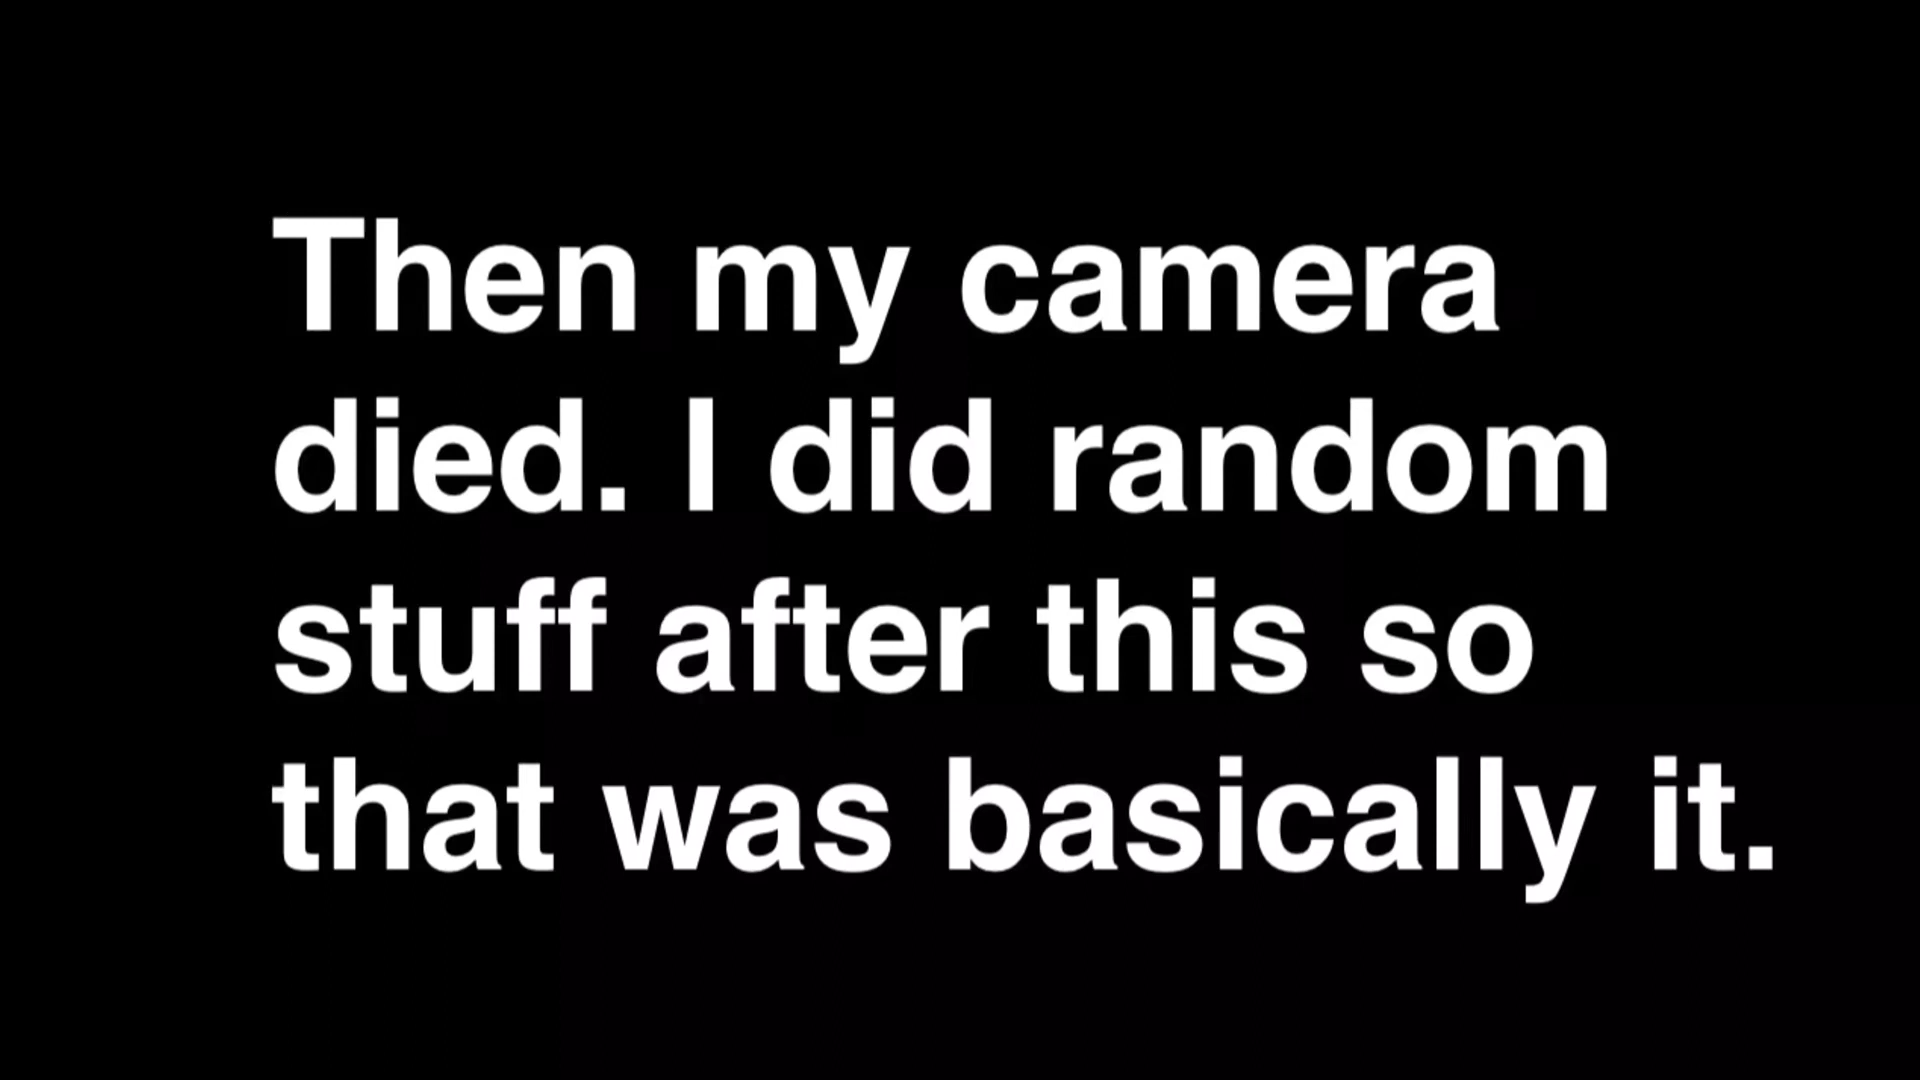 Then my camera
died. I did random
stuff after this so
that was basically it.